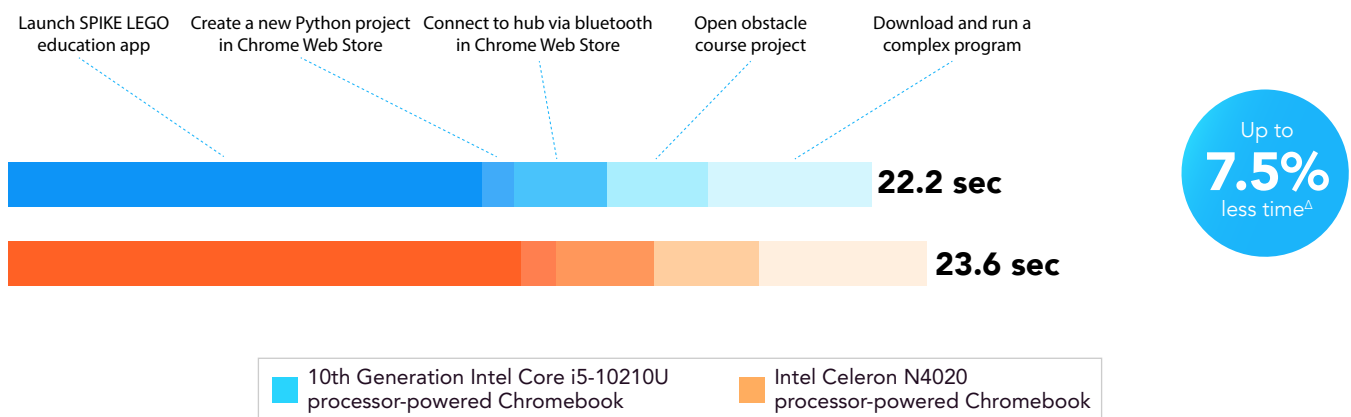 Launch SPIKE LEGO
education app
Create a new Python project
in Chrome Web Store
Connect to hub via bluetooth
in Chrome Web Store
Open obstacle
course project
Download and run a
complex program
22.2 sec
Up to
7.5%
less time△
23.6 sec
10th Generation Intel Core i5-10210U
processor-powered Chromebook
Intel Celeron N4020
processor-powered Chromebook